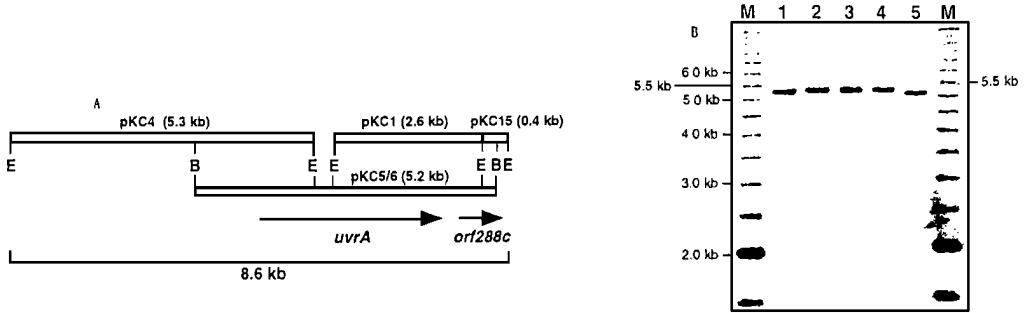 A
pKC4 (5.3 kb)
pKC1 (2.6 kb)
pKC15 (0.4 kb)
E
B
E
E
E
B
E
pKC5/6 (5.2 kb)
uvrA
orf288c
8.6 kb
B
M 1 2 3 4 5 M
6 0 kb
5.5 kb
5.5 kb
5 0 kb
4 0 kb
3.0 kb
2.0 kb